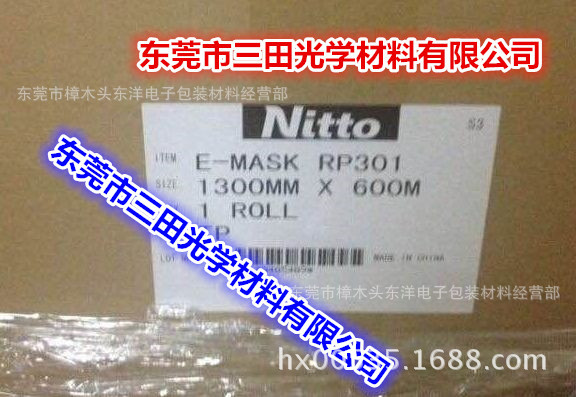 东莞市三田光学材料有限公司
东莞市樟木头东洋电子包装材料经营部
Nitto
S3
ITEM E-MASK RP301
SIZE 1300MM X 600M
1 ROLL
LOT
MADE IN CHINA
东莞市三田光学材料有限公司
东莞市樟木头东洋电子包装材料经营部
5.1688.com